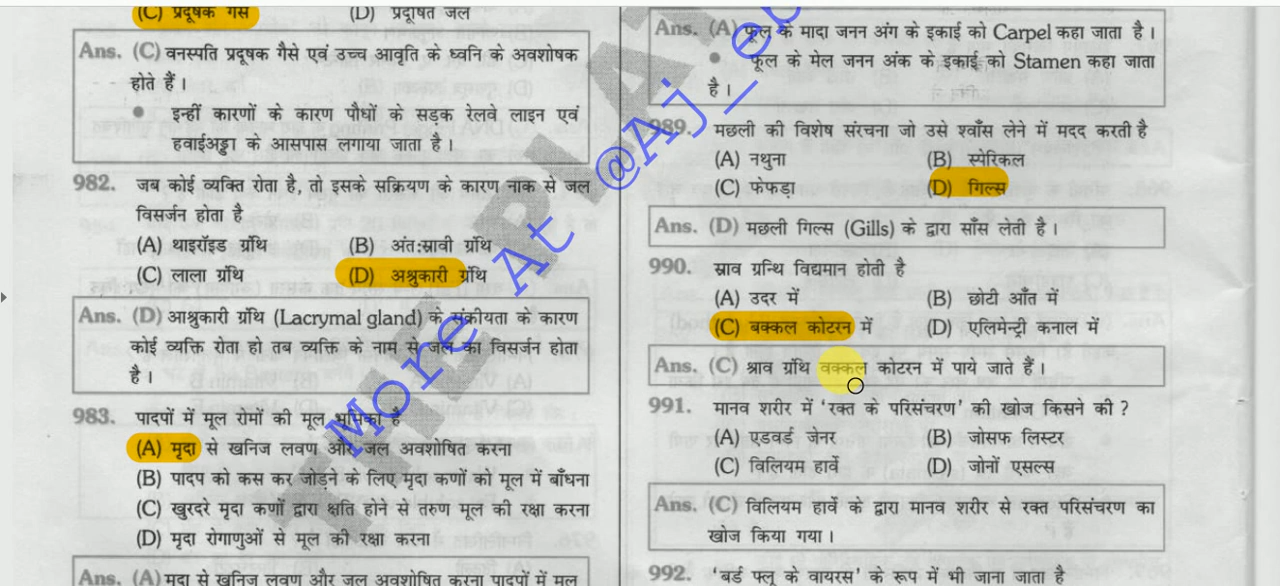 (C) प्रदूषक गैस (D) प्रदूषित जल
Ans. (C) वनस्पति प्रदूषक गैसे एवं उच्च आवृति के ध्वनि के अवशोषक
होते हैं।
● इन्हीं कारणों के कारण पौधों के सड़क रेलवे लाइन एवं
हवाईअड्डा के आसपास लगाया जाता है।
982. जब कोई व्यक्ति रोता है, तो इसके सक्रियण के कारण नाक से जल
विसर्जन होता है
(A) थाइरॉइड ग्रंथि (B) अंत:स्रावी ग्रंथि
(C) लाला ग्रंथि (D) अश्रुकारी ग्रंथि
Ans. (D) आश्रुकारी ग्रंथि (Lacrymal gland) के संक्रीयता के कारण
कोई व्यक्ति रोता हो तब व्यक्ति के नाम से जल का विसर्जन होता
है।
983. पादपों में मूल रोमों की मूल भूमिका है
(A) मृदा से खनिज लवण और जल अवशोषित करना
(B) पादप को कस कर जोड़ने के लिए मृदा कणों को मूल में बाँधना
(C) खुरदरे मृदा कणों द्वारा क्षति होने से तरुण मूल की रक्षा करना
(D) मृदा रोगाणुओं से मूल की रक्षा करना
Ans. (A) मृदा से खनिज लवण और जल अवशोषित करना पादपों में मूल
Ans. (A) फूल के मादा जनन अंग के इकाई को Carpel कहा जाता है।
● फूल के मेल जनन अंक के इकाई को Stamen कहा जाता
है।
989. मछली की विशेष संरचना जो उसे श्वाँस लेने में मदद करती है
(A) नथुना (B) स्पेरिकल
(C) फेफड़ा (D) गिल्स
Ans. (D) मछली गिल्स (Gills) के द्वारा साँस लेती है।
990. स्राव ग्रन्थि विद्यमान होती है
(A) उदर में (B) छोटी आँत में
(C) बक्कल कोटरन में (D) एलिमेन्ट्री कनाल में
Ans. (C) श्राव ग्रंथि वक्कल कोटरन में पाये जाते हैं।
991. मानव शरीर में ‘रक्त के परिसंचरण’ की खोज किसने की ?
(A) एडवर्ड जेनर (B) जोसफ लिस्टर
(C) विलियम हार्वे (D) जोनों एसल्स
Ans. (C) विलियम हार्वे के द्वारा मानव शरीर से रक्त परिसंचरण का
खोज किया गया।
992. ‘बर्ड फ्लू के वायरस’ के रूप में भी जाना जाता है
More At @Aj_e